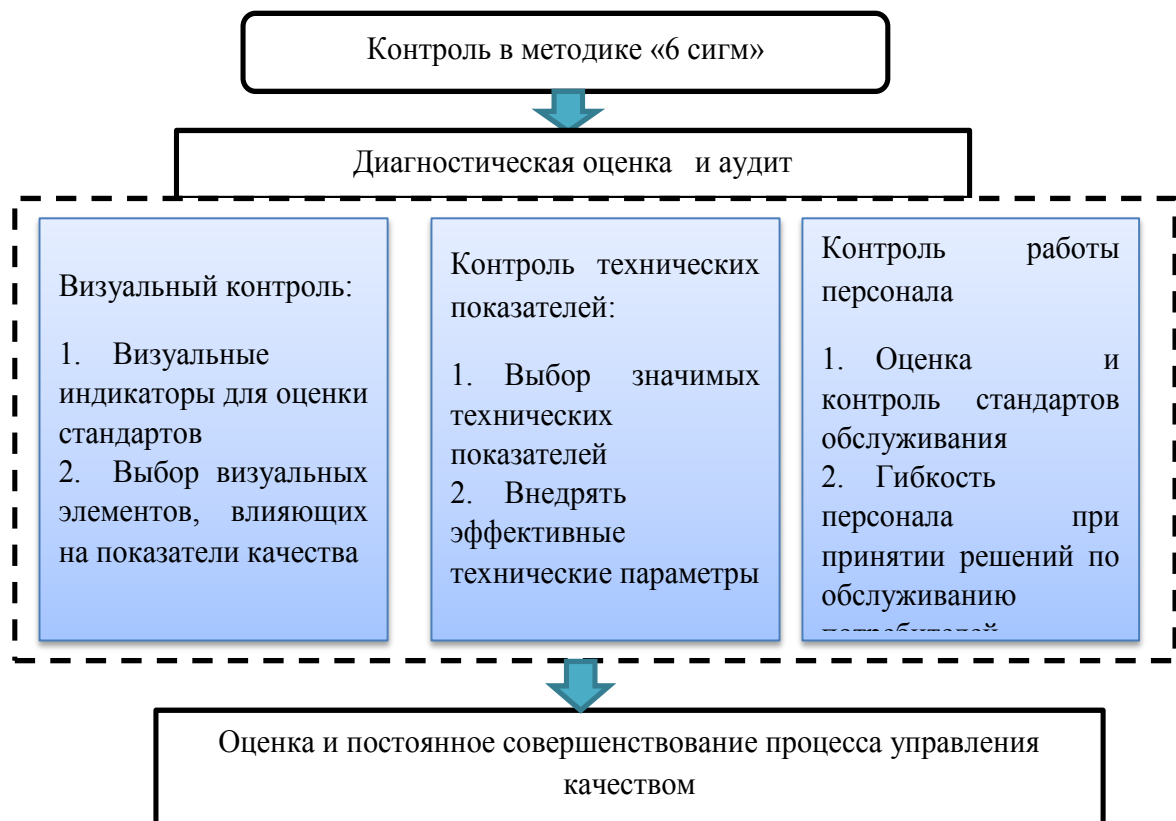 Контроль в методике «6 сигм»
Диагностическая оценка и аудит
Визуальный контроль:
1. Визуальные
индикаторы для оценки
стандартов
2. Выбор визуальных
элементов, влияющих
на показатели качества
Контроль технических
показателей:
1. Выбор значимых
технических
показателей
2. Внедрять
эффективные
технические параметры
Контроль работы
персонала
1. Оценка и
контроль стандартов
обслуживания
2. Гибкость
персонала при
принятии решений по
обслуживанию
потребителей
Оценка и постоянное совершенствование процесса управления
качеством